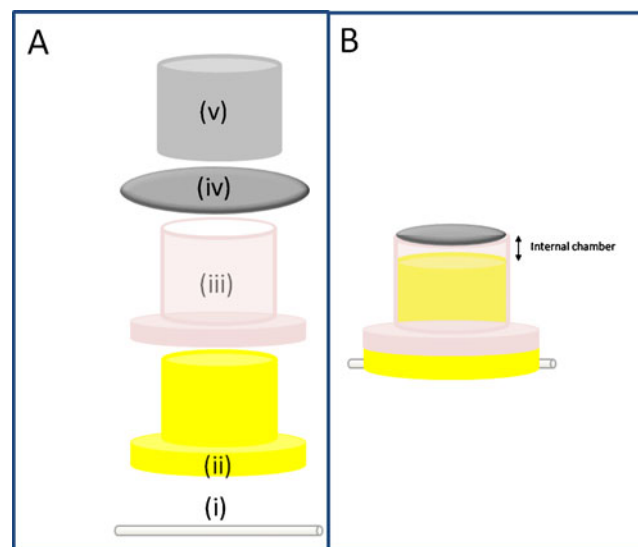 A
(v)
(iv)
(iii)
(ii)
(i)
B
Internal chamber